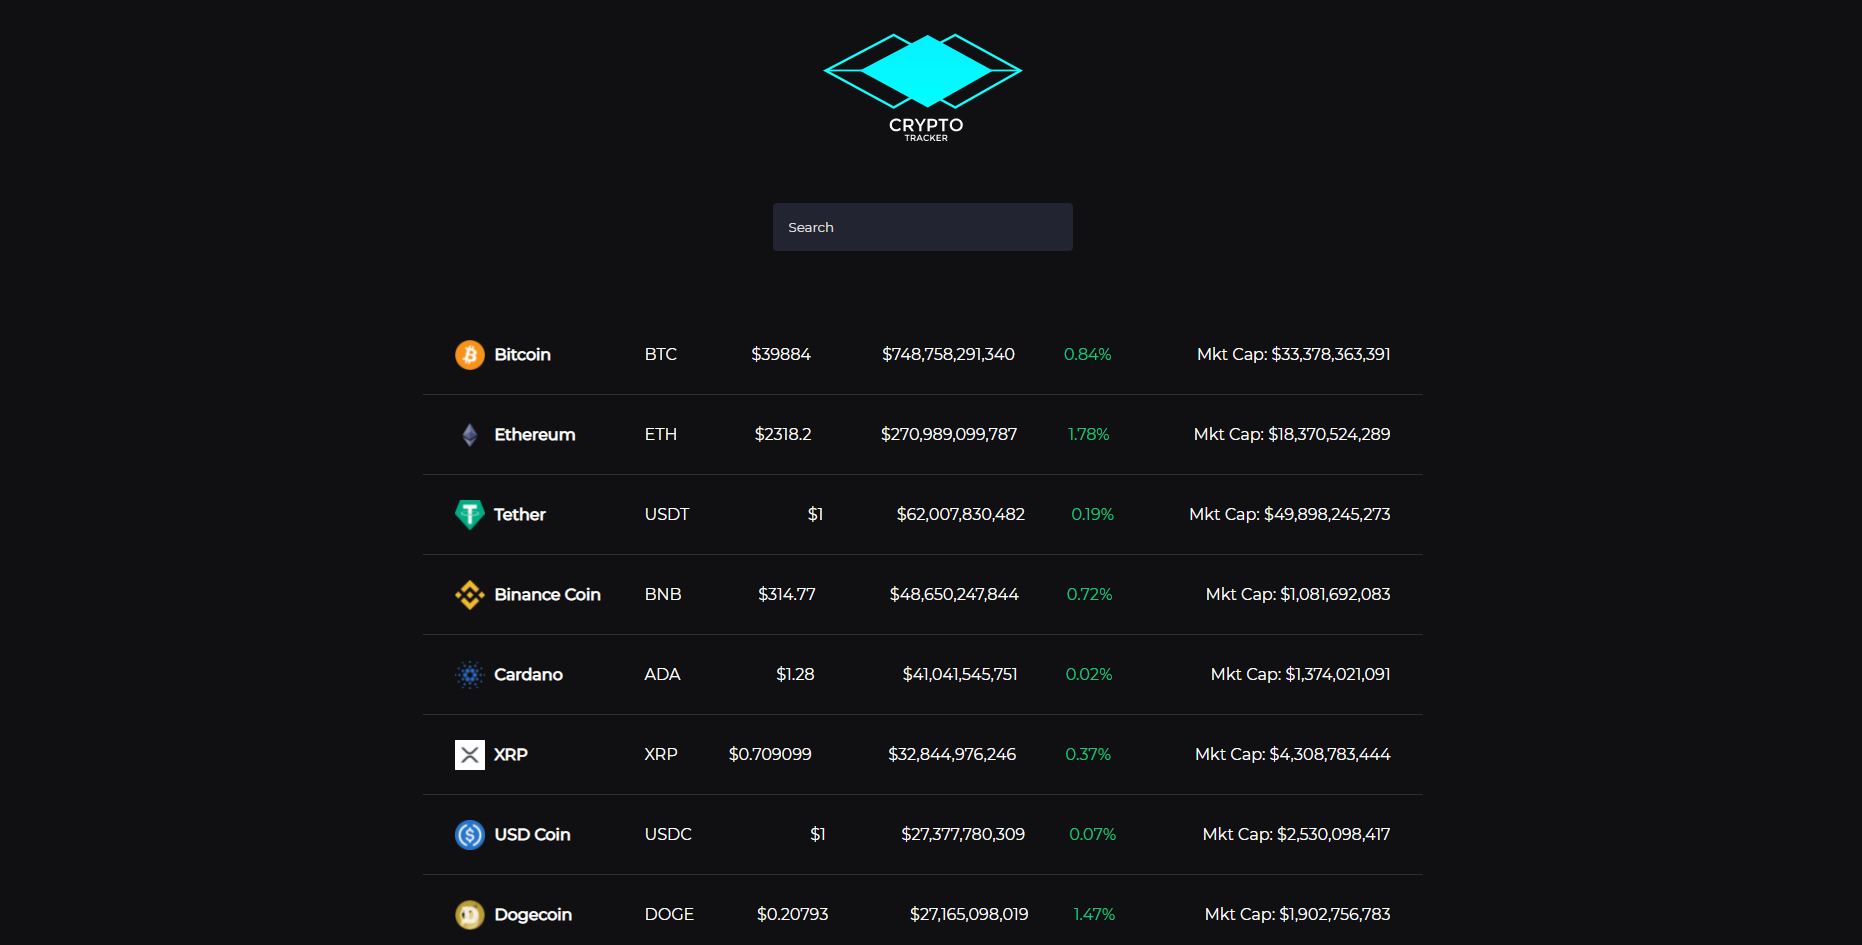 CRYPTO
TRACKER
Search
Bitcoin BTC $39884 $748,758,291,340 0.84% Mkt Cap: $33,378,363,391
Ethereum ETH $2318.2 $270,989,099,787 1.78% Mkt Cap: $18,370,524,289
Tether USDT $1 $62,007,830,482 0.19% Mkt Cap: $49,898,245,273
Binance Coin BNB $314.77 $48,650,247,844 0.72% Mkt Cap: $1,081,692,083
Cardano ADA $1.28 $41,041,545,751 0.02% Mkt Cap: $1,374,021,091
XRP XRP $0.709099 $32,844,976,246 0.37% Mkt Cap: $4,308,783,444
USD Coin USDC $1 $27,377,780,309 0.07% Mkt Cap: $2,530,098,417
Dogecoin DOGE $0.20793 $27,165,098,019 1.47% Mkt Cap: $1,902,756,783